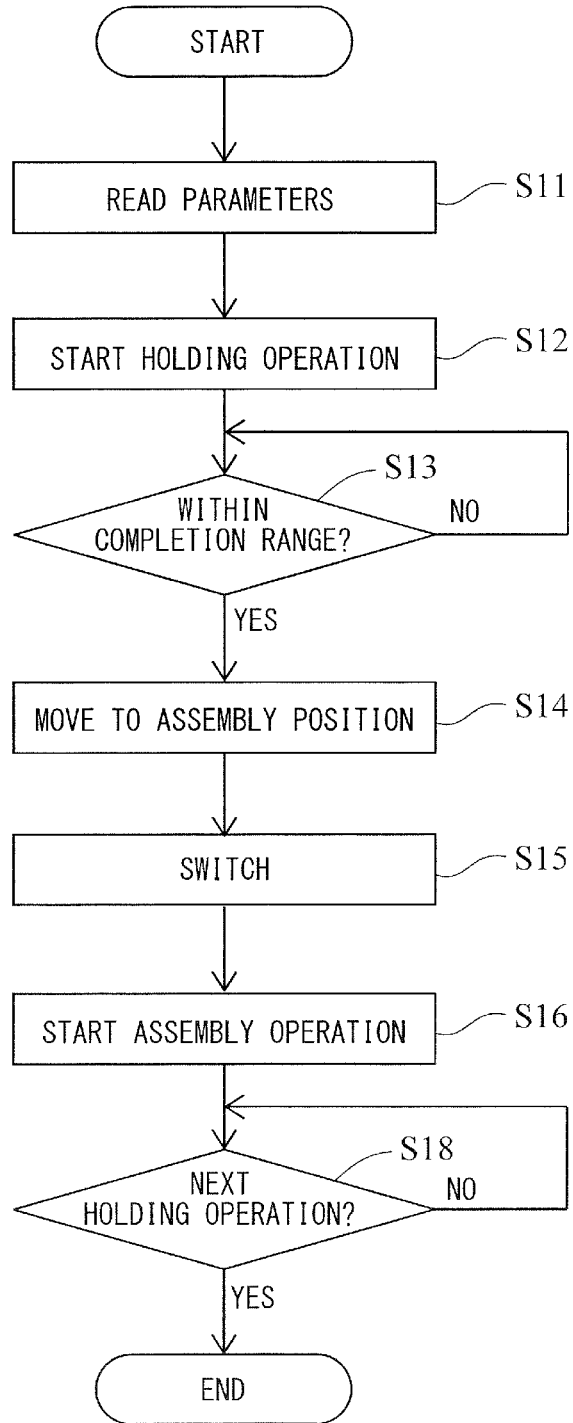 START
READ PARAMETERS
S11
START HOLDING OPERATION
S12
S13
WITHIN
COMPLETION RANGE?
NO
YES
MOVE TO ASSEMBLY POSITION
S14
SWITCH
S15
START ASSEMBLY OPERATION
S16
S18
NEXT
HOLDING OPERATION?
NO
YES
END